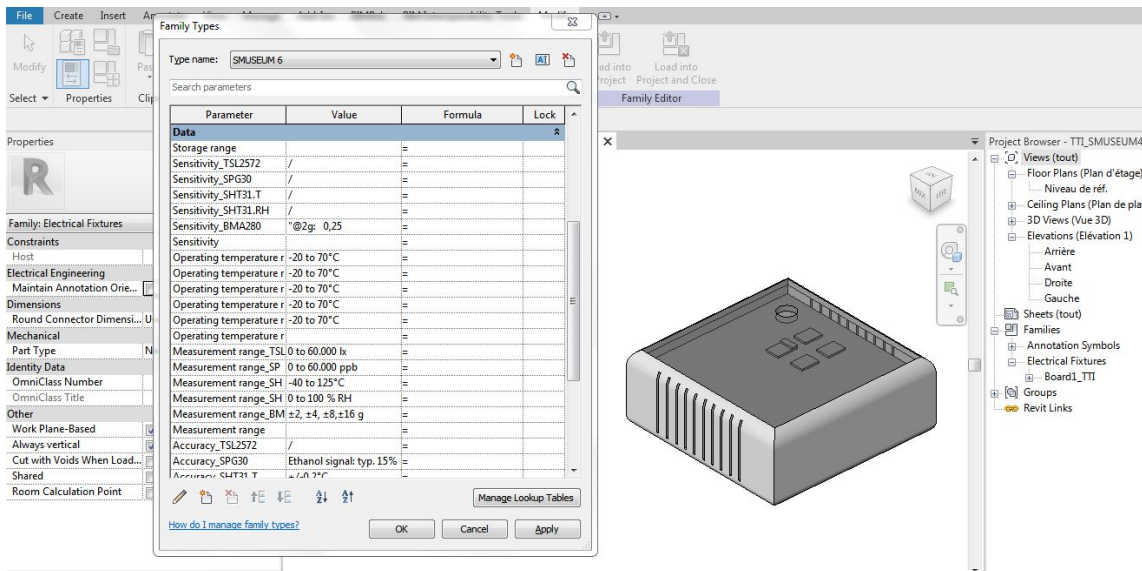 File Create Insert
Modify
Select Properties
Family Types
Type name: SMUSEUM 6
Search parameters
Parameter Value Formula Lock
Data
Storage range =
Sensitivity_TSL2572 / =
Sensitivity_SPG30 / =
Sensitivity_SHT31.T / =
Sensitivity_SHT31.RH / =
Sensitivity_BMA280 "@2g: 0,25 =
Sensitivity =
Operating temperature r -20 to 70°C =
Operating temperature r -20 to 70°C =
Operating temperature r -20 to 70°C =
Operating temperature r -20 to 70°C =
Operating temperature r =
Measurement range_TSL 0 to 60.000 lx =
Measurement range_SP 0 to 60.000 ppb =
Measurement range_SH -40 to 125°C =
Measurement range_SH 0 to 100 % RH =
Measurement range_BM ±2, ±4, ±8,±16 g =
Measurement range =
Accuracy_TSL2572 / =
Accuracy_SPG30 Ethanol signal: typ. 15% =
Accuracy_SHT31.T +/-0.2°C
Manage Lookup Tables
How do I manage family types?
OK Cancel Apply
Load into
Project and Close
Family Editor
Properties
Family: Electrical Fixtures
Constraints
Host
Electrical Engineering
Maintain Annotation Orie...
Dimensions
Round Connector Dimensi...
Mechanical
Part Type
Identity Data
OmniClass Number
OmniClass Title
Other
Work Plane-Based
Always vertical
Cut with Voids When Load...
Shared
Room Calculation Point
Project Browser - TTI_SMUSEUM4
Views (tout)
Floor Plans (Plan d'étage)
Niveau de réf.
Ceiling Plans (Plan de pla
3D Views (Vue 3D)
Elevations (Elévation 1)
Arrière
Avant
Droite
Gauche
Sheets (tout)
Families
Annotation Symbols
Electrical Fixtures
Board1_TTI
Groups
Revit Links